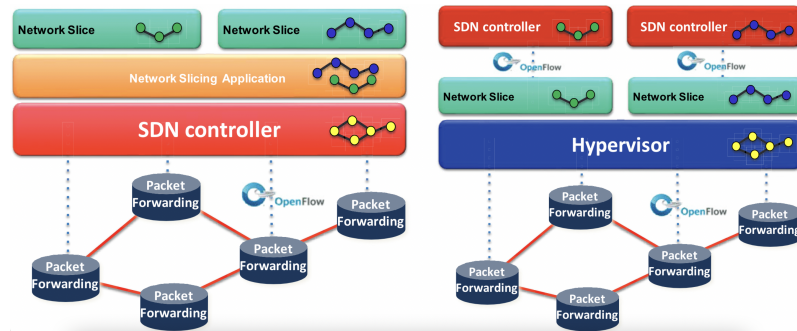 Network Slice
Network Slice
Network Slicing Application
SDN controller
Packet
Forwarding
OpenFlow
Packet
Forwarding
Packet
Forwarding
Packet
Forwarding
Packet
Forwarding
SDN controller
SDN controller
OpenFlow
OpenFlow
Network Slice
Network Slice
Hypervisor
Packet
Forwarding
OpenFlow
Packet
Forwarding
Packet
Forwarding
Packet
Forwarding
Packet
Forwarding